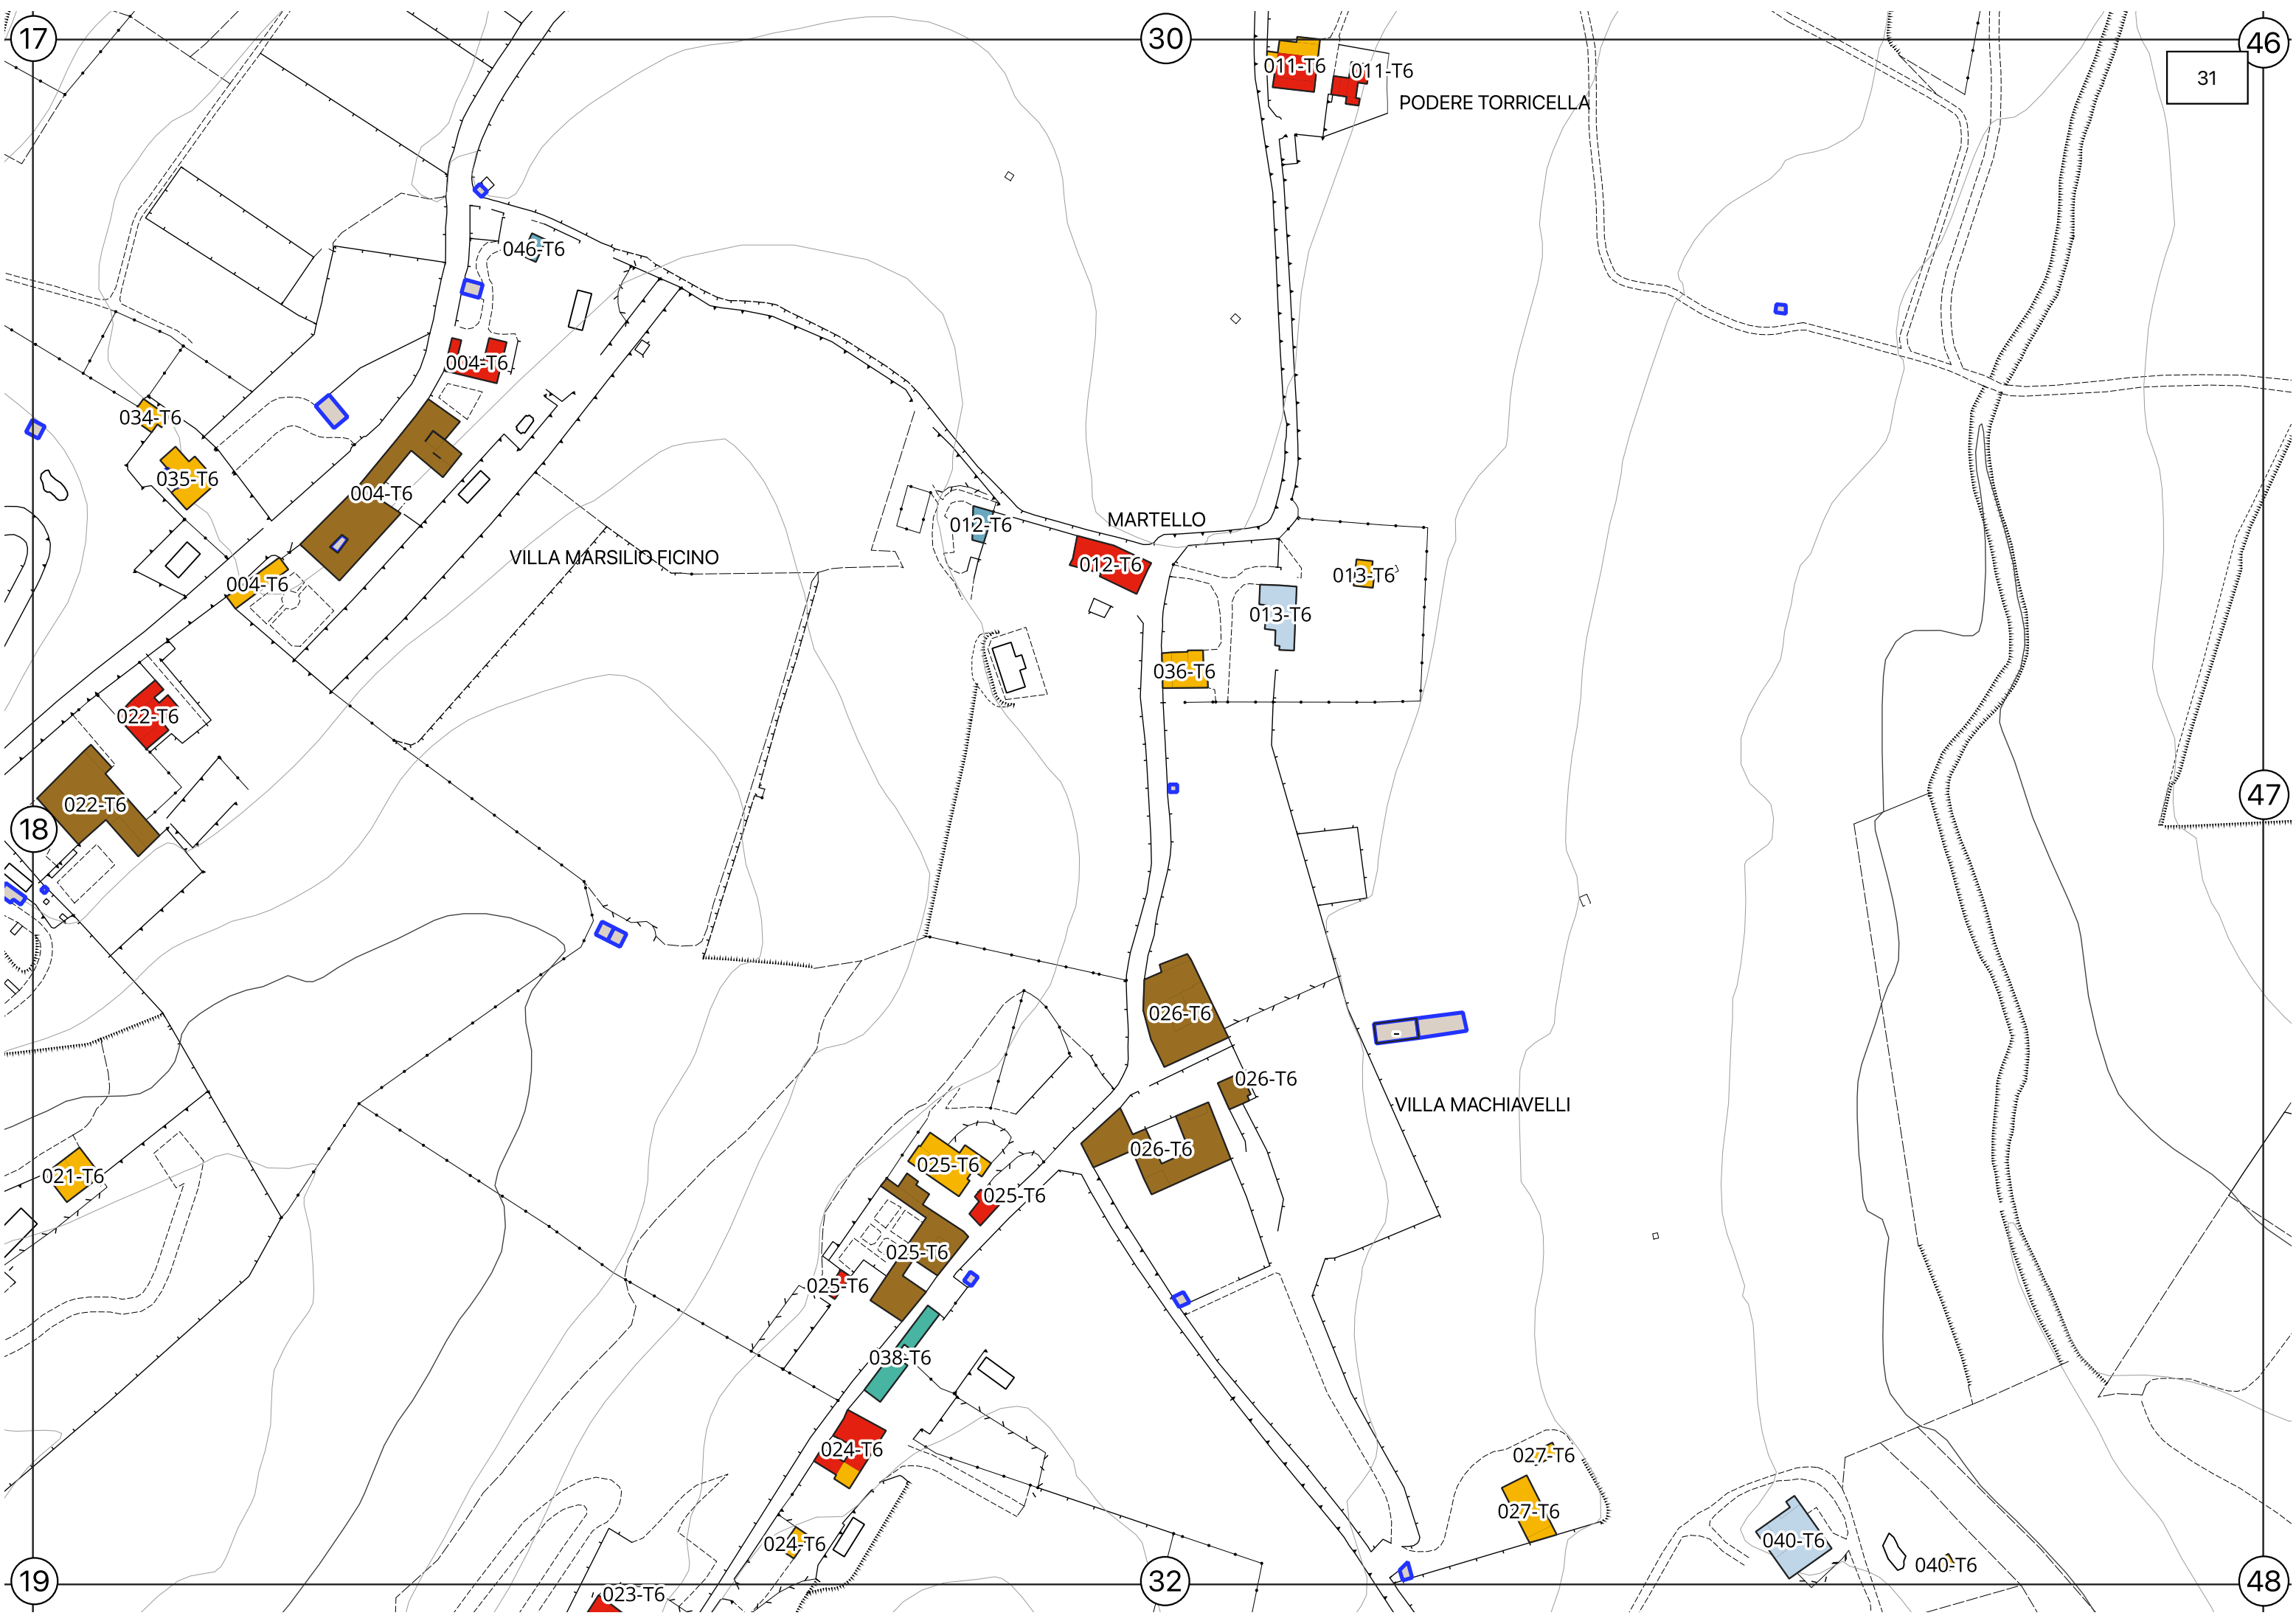 17
30
46
31
011-T6
011-T6
PODERE TORRICELLA
046-T6
004-T6
034-T6
035-T6
004-T6
012-T6
MARTELLO
VILLA MARSILIO FICINO
012-T6
013-T6
004-T6
013-T6
036-T6
022-T6
022-T6
18
47
026-T6
026-T6
VILLA MACHIAVELLI
026-T6
021-T6
025-T6
025-T6
025-T6
025-T6
038-T6
024-T6
027-T6
027-T6
024-T6
040-T6
040-T6
19
32
48
023-T6